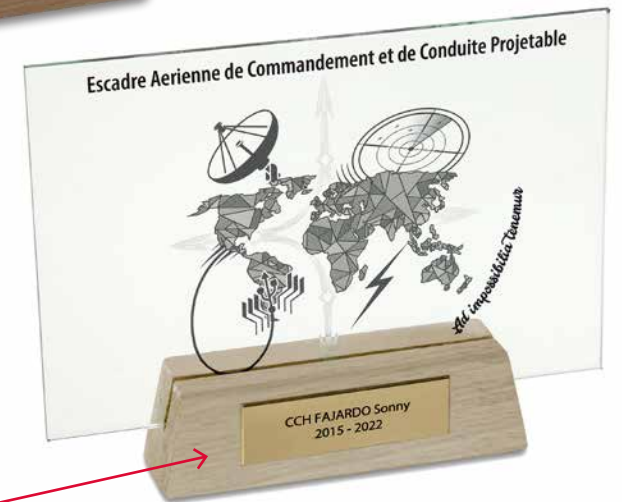 Escadre Aerienne de Commandement et de Conduite Projetable
Ad impossibilia tenemur
CCH FAJARDO Sonny
2015 - 2022